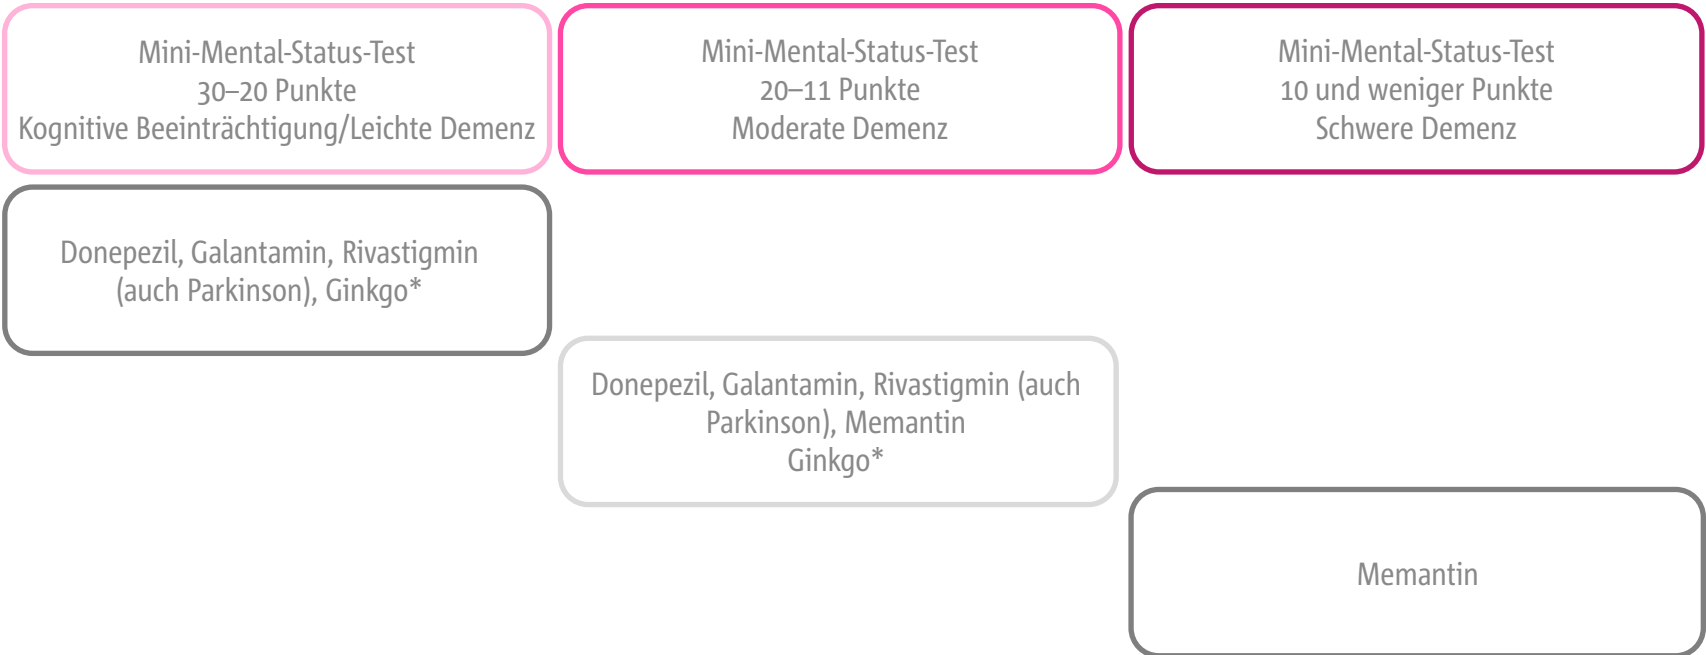 Mini-Mental-Status-Test
30–20 Punkte
Kognitive Beeinträchtigung/Leichte Demenz
Mini-Mental-Status-Test
20–11 Punkte
Moderate Demenz
Mini-Mental-Status-Test
10 und weniger Punkte
Schwere Demenz
Donepezil, Galantamin, Rivastigmin
(auch Parkinson), Ginkgo*
Donepezil, Galantamin, Rivastigmin (auch
Parkinson), Memantin
Ginkgo*
Memantin